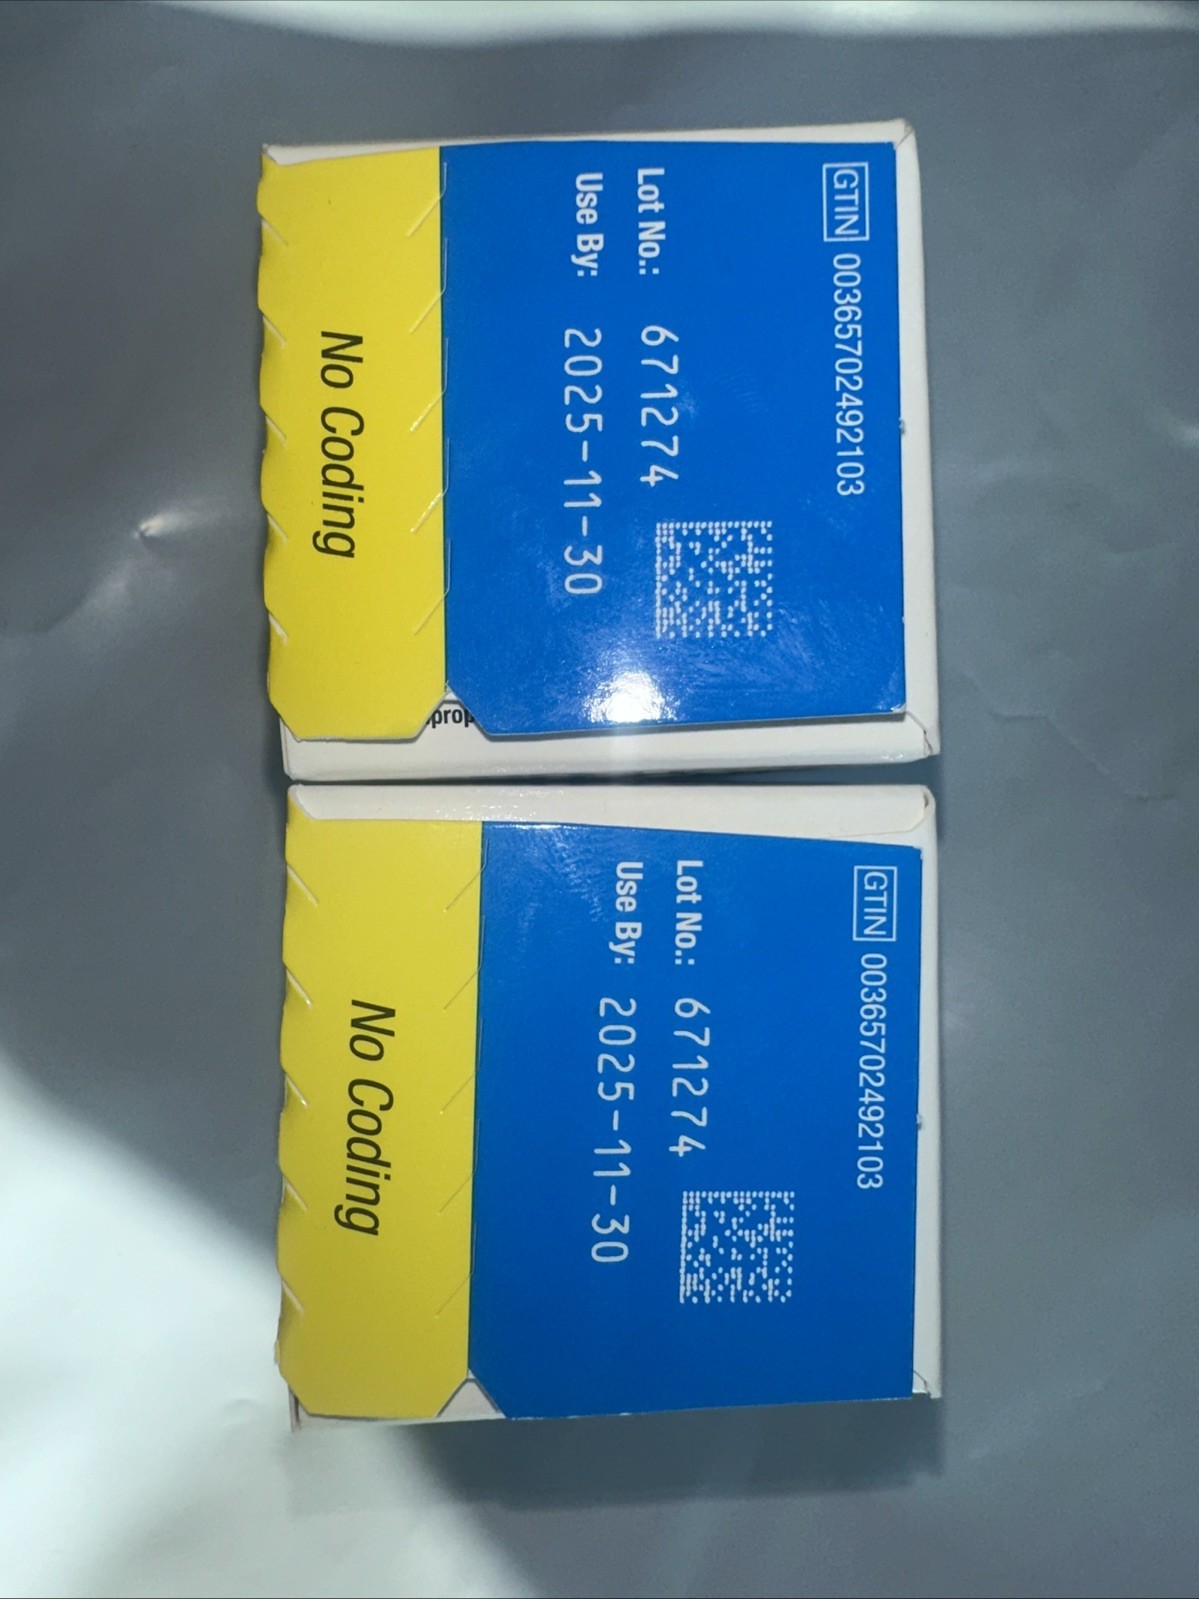 GTIN 00365702492103
Lot No.: 671274
Use By: 2025-11-30
No Coding
prop
GTIN 00365702492103
Lot No.: 671274
Use By: 2025-11-30
No Coding